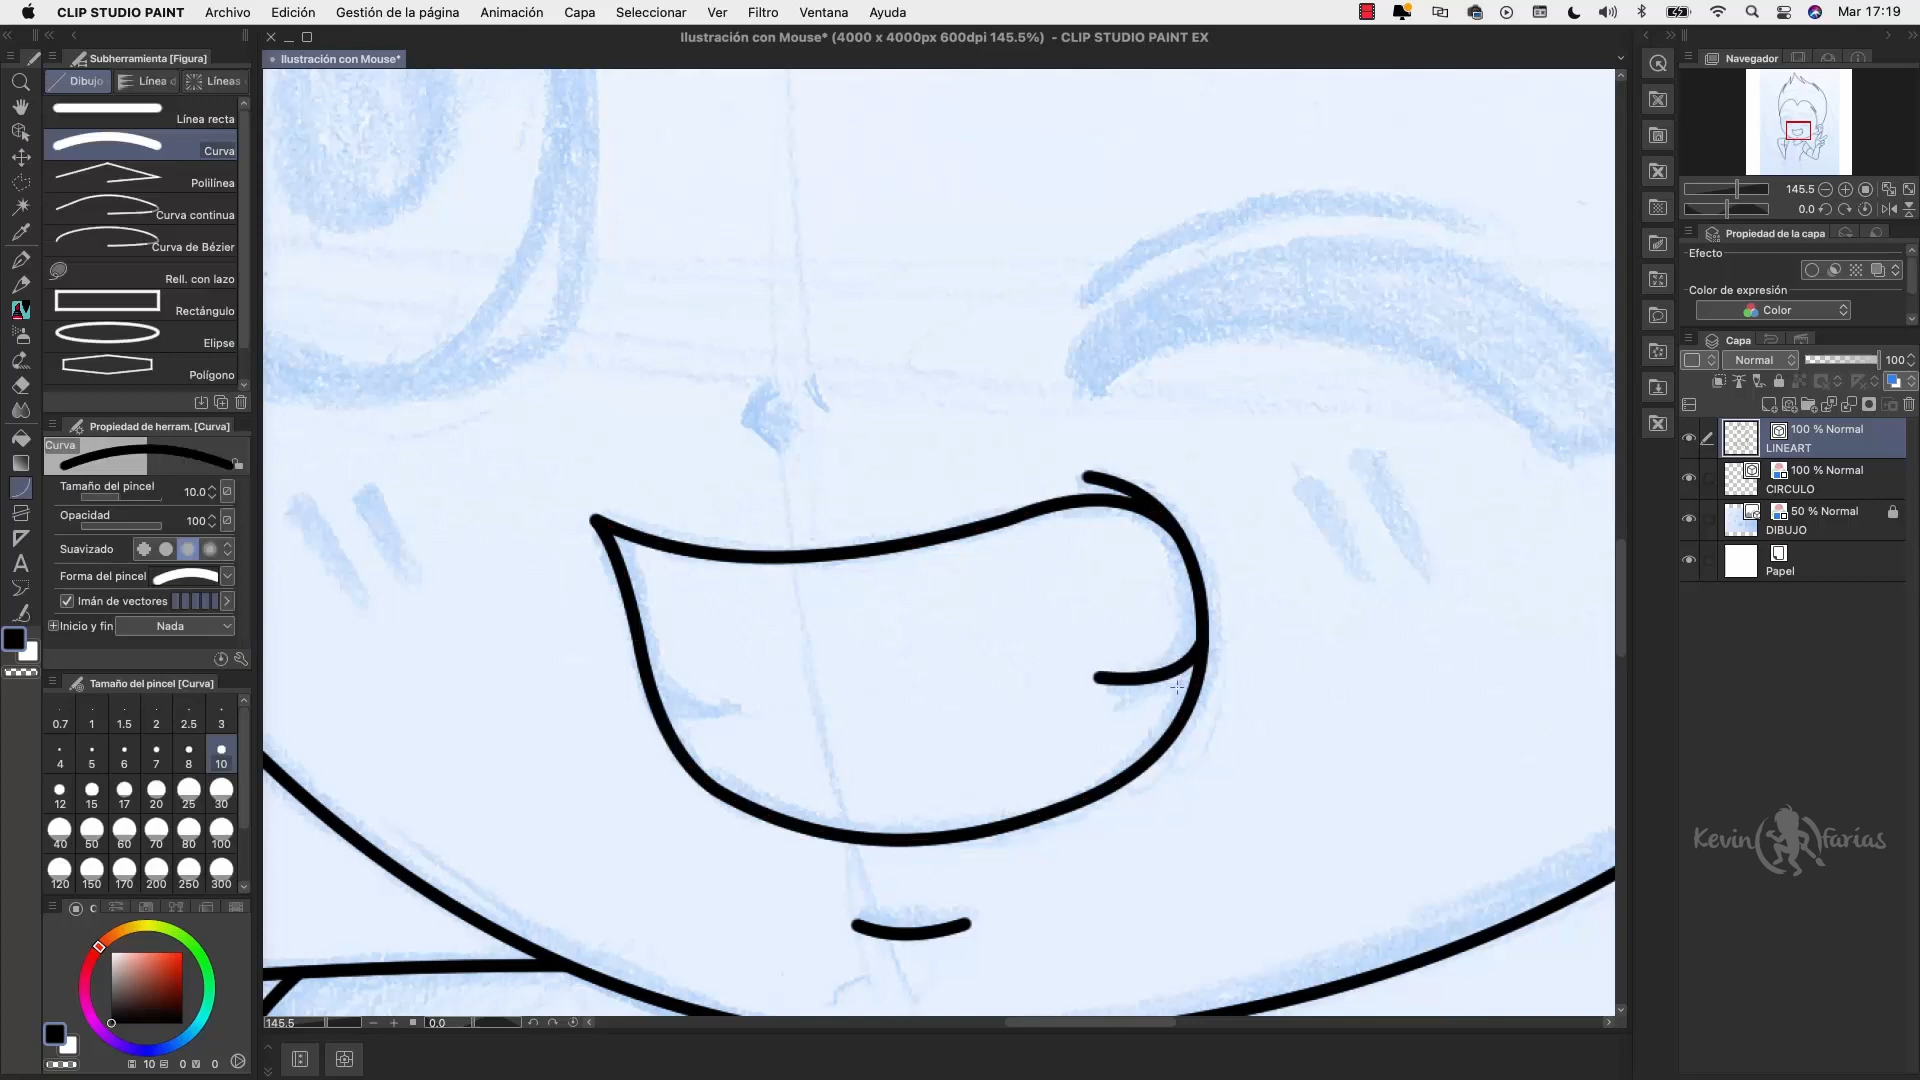 CLIP STUDIO PAINT Archivo Edición Gestión de la página Animación Capa Seleccionar Ver Filtro Ventana Ayuda Mar 17:19
Ilustración con Mouse* (4000 x 4000px 600dpi 145.5%) - CLIP STUDIO PAINT EX
Subherramienta [Figura]
Ilustración con Mouse*
Navegador
Dibujo
Línea
Líneas
Línea recta
Curva
Polilínea
Curva continua
Curva de Bézier
Rell. con lazo
Rectángulo
Elipse
Polígono
145.5
0.0
Propiedad de la capa
Efecto
Color de expresión
Color
Capa
Normal 100
100 % Normal
LINEART
100 % Normal
CIRCULO
50 % Normal
DIBUJO
Papel
Propiedad de herram. [Curva]
Curva
Tamaño del pincel 10.0
Opacidad 100
Suavizado
Forma del pincel
Imán de vectores
Inicio y fin Nada
A
Tamaño del pincel [Curva]
0.7 1 1.5 2 2.5 3
4 5 6 7 8 10
12 15 17 20 25 30
40 50 60 70 80 100
120 150 170 200 250 300
10 0 0
145.5 0.0
Kevin farías